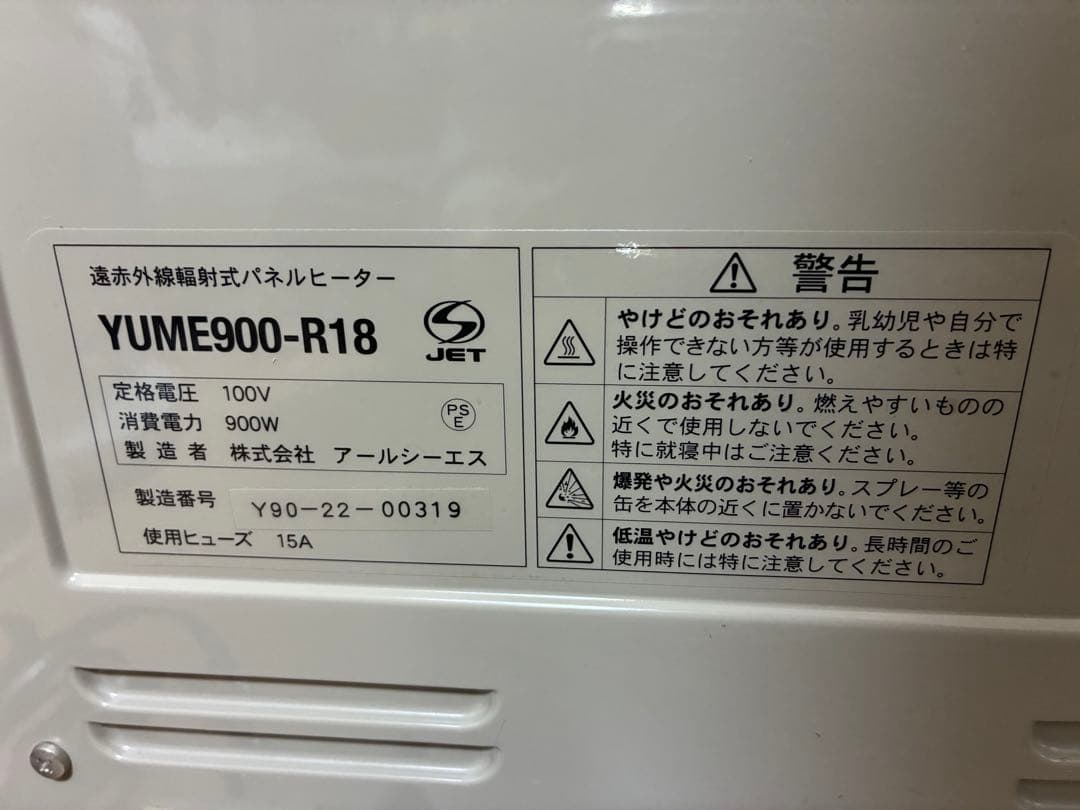 遠赤外線輻射式パネルヒーター
YUME900-R18
JET
定格電圧 100V
消費電力 900W
製造者 株式会社 アールシーエス
PS
E
製造番号 Y90-22-00319
使用ヒューズ 15A
警告
やけどのおそれあり。乳幼児や自分で
操作できない方等が使用するときは特
に注意してください。
火災のおそれあり。燃えやすいものの
近くで使用しないでください。
特に就寝中はご注意ください。
爆発や火災のおそれあり。スプレー等の
缶を本体の近くに置かないでください。
低温やけどのおそれあり。長時間のご
使用時には特に注意してください。